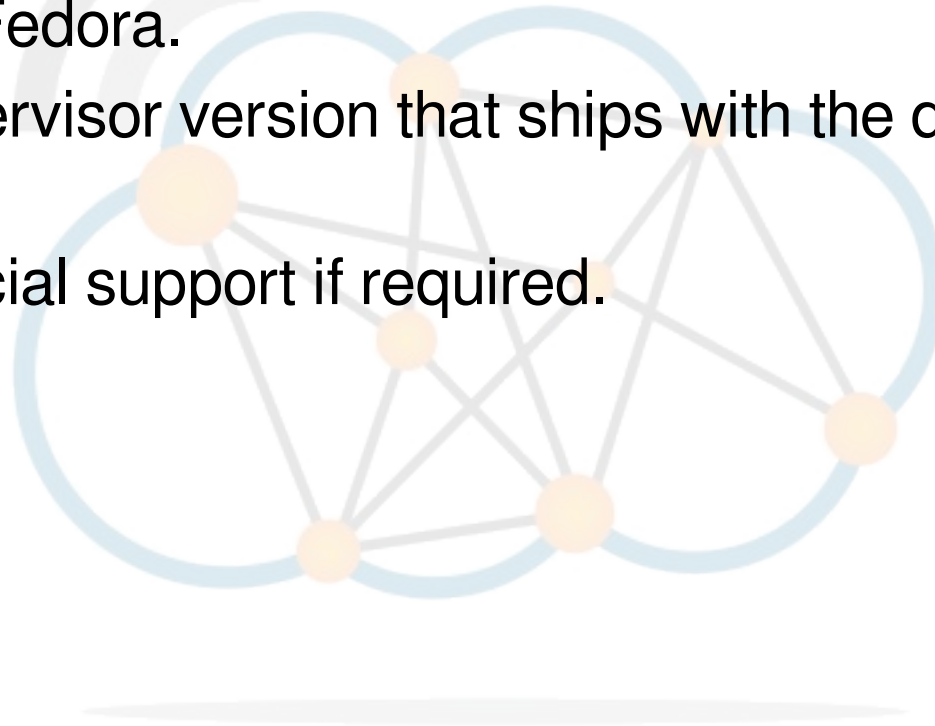 Fedora.
ervisor version that ships with the
cial support if required.